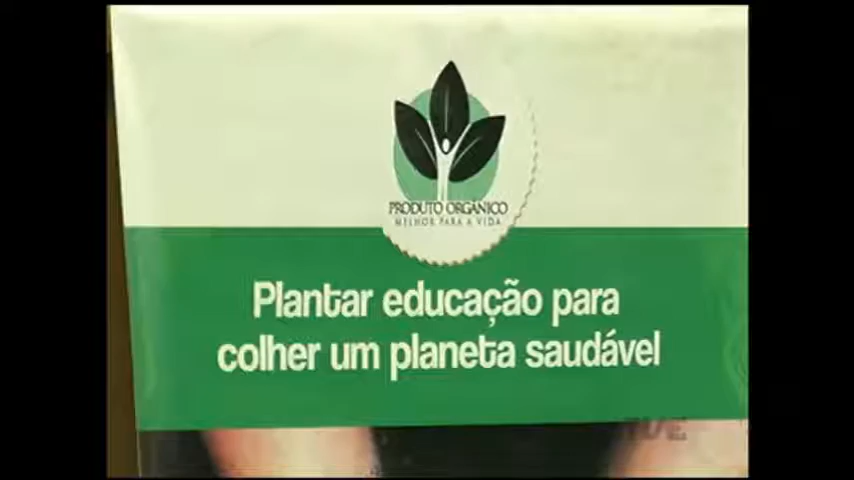 PRODUTO ORGÂNICO
MELHOR PARA A VIDA
Plantar educação para
colher um planeta saudável